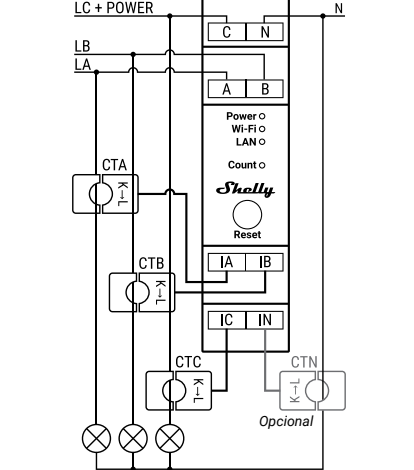 LC + POWER
N
C N
LB
LA
A B
Power
Wi-Fi
LAN
Count
CTA
K→L
Shelly
Reset
CTB
K→L
IA IB
IC IN
CTC
K→L
CTN
K→L
Optional